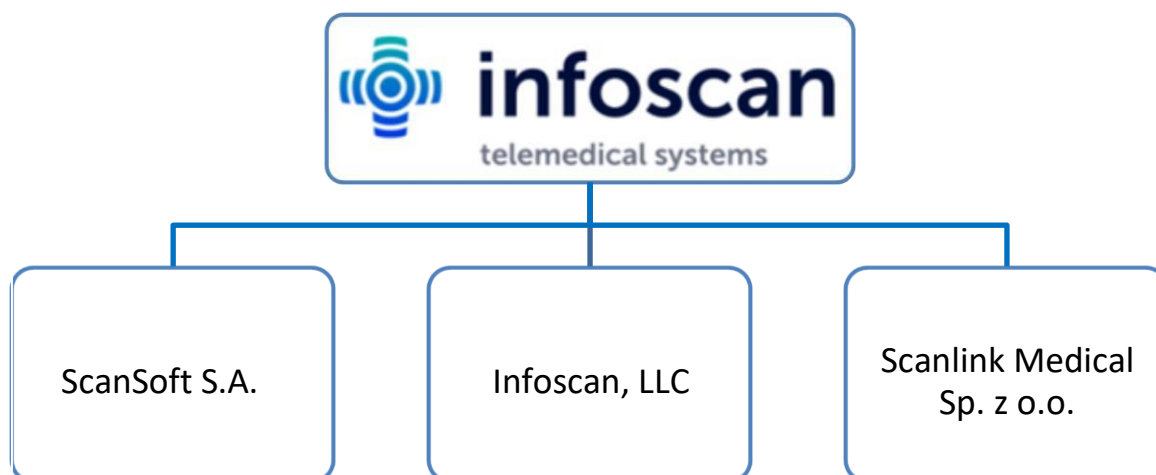 infoscan
telemedical systems
ScanSoft S.A.
Infoscan, LLC
Scanlink Medical
Sp. z o.o.